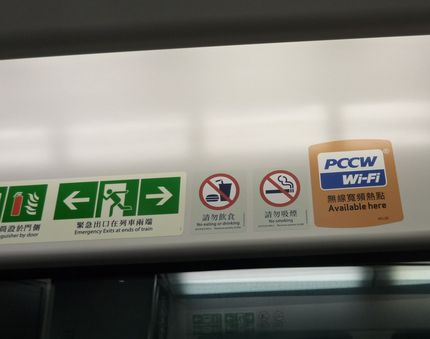 筒設於門側
nguisher by door
緊急出口在列車兩端
Emergency Exits at ends of train
請勿飲食
No eating or drinking
請勿吸煙
No smoking
PCCW
Wi-Fi
無線寬頻熱點
Available here